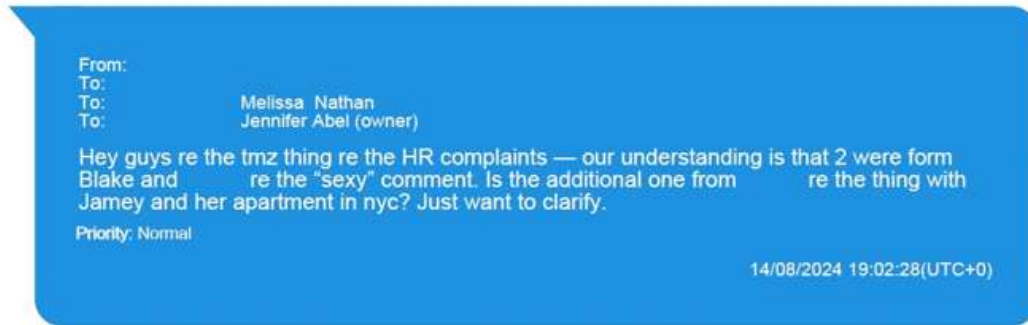 From:
To:
To: Melissa Nathan
To: Jennifer Abel (owner)
Hey guys re the tmz thing re the HR complaints — our understanding is that 2 were form
Blake and re the “sexy” comment. Is the additional one from re the thing with
Jamey and her apartment in nyc? Just want to clarify.
Priority: Normal
14/08/2024 19:02:28(UTC+0)